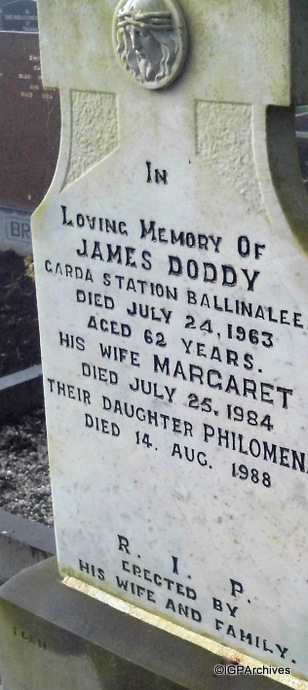 In
Loving Memory Of
JAMES DODDY
GARDA STATION BALLINALEE
DIED JULY 24, 1963
AGED 62 YEARS.
HIS WIFE MARGARET
DIED JULY 25, 1984
THEIR DAUGHTER PHILOMENA
DIED 14. AUG. 1988
R. I. P.
ERECTED BY
HIS WIFE AND FAMILY.
©IGPArchives